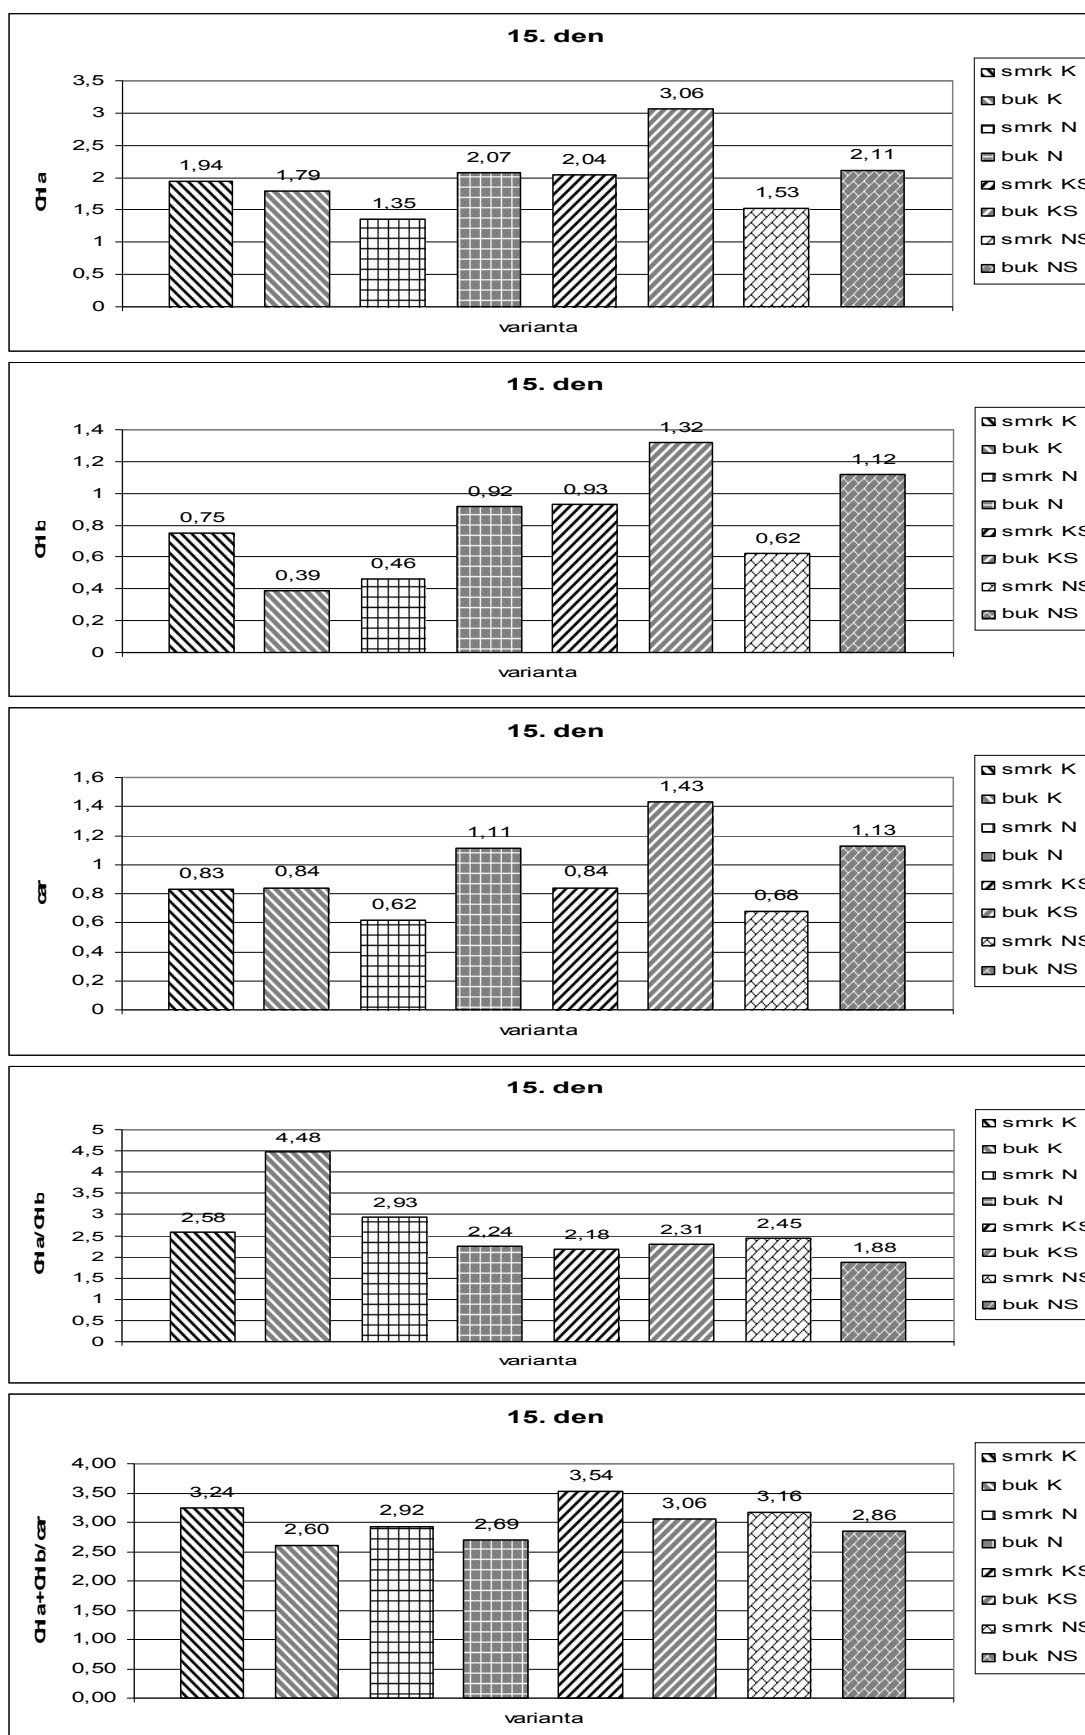 15. den
3,5
3
2,5
2
1,5
1
0,5
0
Chl a
1,94
1,79
1,35
2,07
2,04
3,06
1,53
2,11
varianta
smrk K
buk K
smrk N
buk N
smrk KS
buk KS
smrk NS
buk NS
15. den
1,4
1,2
1
0,8
0,6
0,4
0,2
0
Chl b
0,75
0,39
0,46
0,92
0,93
1,32
0,62
1,12
varianta
smrk K
buk K
smrk N
buk N
smrk KS
buk KS
smrk NS
buk NS
15. den
1,6
1,4
1,2
1
0,8
0,6
0,4
0,2
0
car
0,83
0,84
0,62
1,11
0,84
1,43
0,68
1,13
varianta
smrk K
buk K
smrk N
buk N
smrk KS
buk KS
smrk NS
buk NS
15. den
5
4,5
4
3,5
3
2,5
2
1,5
1
0,5
0
Chl a/Chl b
2,58
4,48
2,93
2,24
2,18
2,31
2,45
1,88
varianta
smrk K
buk K
smrk N
buk N
smrk KS
buk KS
smrk NS
buk NS
15. den
4,00
3,50
3,00
2,50
2,00
1,50
1,00
0,50
0,00
Chl a+Chl b/car
3,24
2,60
2,92
2,69
3,54
3,06
3,16
2,86
varianta
smrk K
buk K
smrk N
buk N
smrk KS
buk KS
smrk NS
buk NS